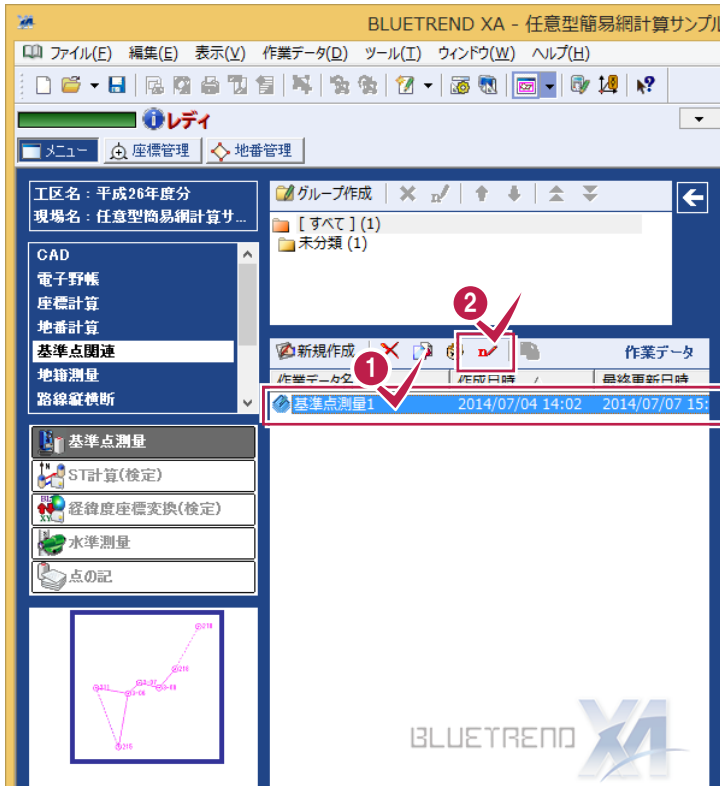 BLUETREND XA - 任意型簡易網計算サンプル
ファイル(F) 編集(E) 表示(V) 作業データ(D) ツール(T) ウィンドウ(W) ヘルプ(H)
レディ
メニュー 座標管理 地番管理
工区名：平成26年度分
現場名：任意型簡易網計算サ...
グループ作成
[ すべて ] (1)
未分類 (1)
CAD
電子野帳
座標計算
地番計算
基準点関連
地籍測量
路線縦横断
2
新規作成 作業データ
1
作業データ名 作成日時 最終更新日時
基準点測量1 2014/07/04 14:02 2014/07/07 15:
基準点測量
ST計算(検定)
経緯度座標変換(検定)
水準測量
点の記
BLUETREND XA